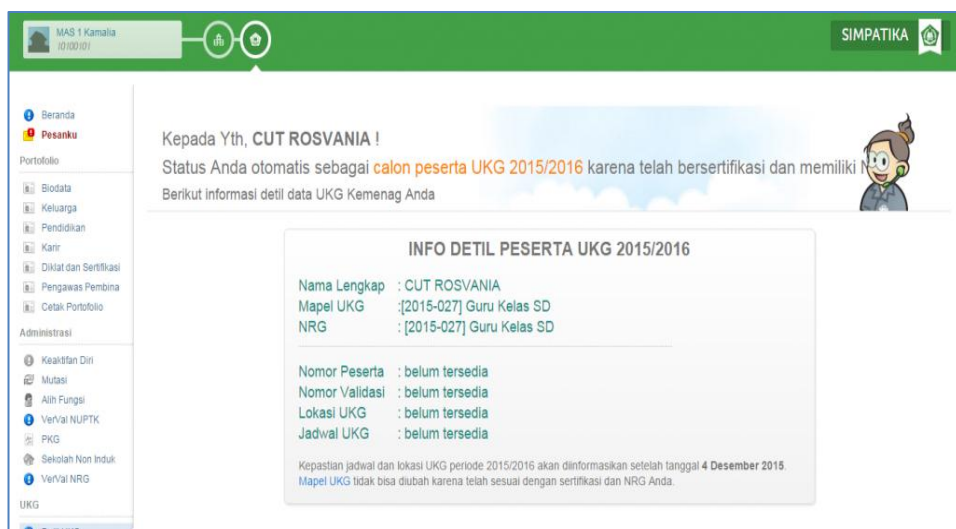 MAS 1 Kamalia
10100101
SIMPATIKA
Beranda
Pesanku
Portofolio
Biodata
Keluarga
Pendidikan
Karir
Diklat dan Sertifikasi
Pengawas Pembina
Cetak Portofolio
Administrasi
Keaktifan Diri
Mutasi
Alih Fungsi
VerVal NUPTK
PKG
Sekolah Non Induk
VerVal NRG
UKG
Kepada Yth, CUT ROSVANIA !
Status Anda otomatis sebagai calon peserta UKG 2015/2016 karena telah bersertifikasi dan memiliki
Berikut informasi detil data UKG Kemenag Anda
INFO DETIL PESERTA UKG 2015/2016
Nama Lengkap : CUT ROSVANIA
Mapel UKG :[2015-027] Guru Kelas SD
NRG : [2015-027] Guru Kelas SD
Nomor Peserta : belum tersedia
Nomor Validasi : belum tersedia
Lokasi UKG : belum tersedia
Jadwal UKG : belum tersedia
Kepastian jadwal dan lokasi UKG periode 2015/2016 akan diinformasikan setelah tanggal 4 Desember 2015.
Mapel UKG tidak bisa diubah karena telah sesuai dengan sertifikasi dan NRG Anda.